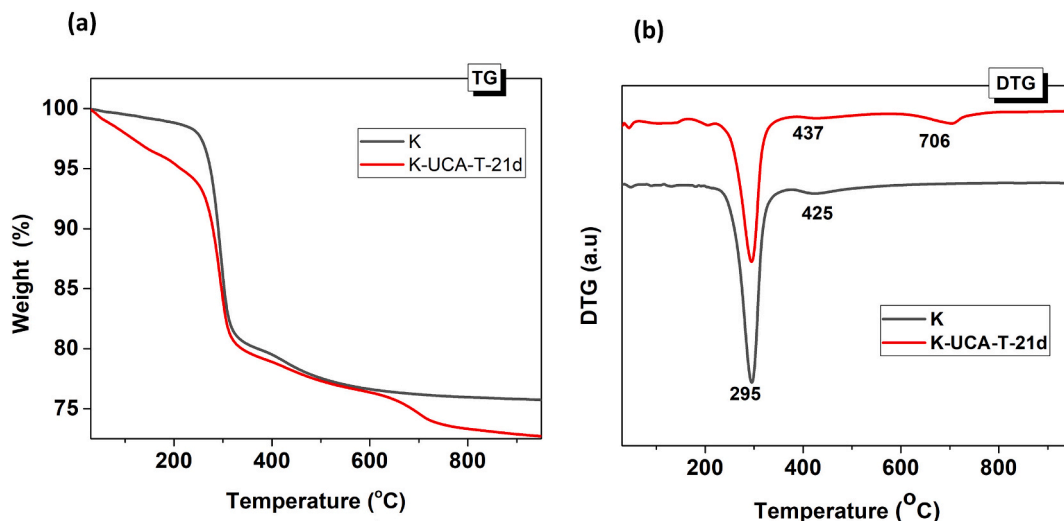 (a)
TG
K
K-UCA-T-21d
100
95
90
85
80
75
Weight (%)
200
400
600
800
Temperature (°C)
(b)
DTG
437
706
425
295
K
K-UCA-T-21d
DTG (a.u)
200
400
600
800
Temperature (°C)